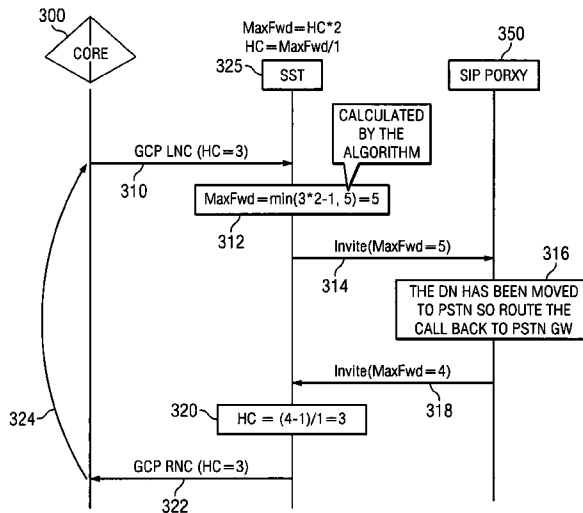 300
CORE
MaxFwd=HC*2
HC=MaxFwd/1
325
SST
350
SIP PORXY
CALCULATED
BY THE
ALGORITHM
GCP LNC (HC=3)
310
MaxFwd=min(3*2-1, 5)=5
312
Invite(MaxFwd=5)
314
316
THE DN HAS BEEN MOVED
TO PSTN SO ROUTE THE
CALL BACK TO PSTN GW
Invite(MaxFwd=4)
318
320
HC = (4-1)/1=3
324
GCP RNC (HC=3)
322